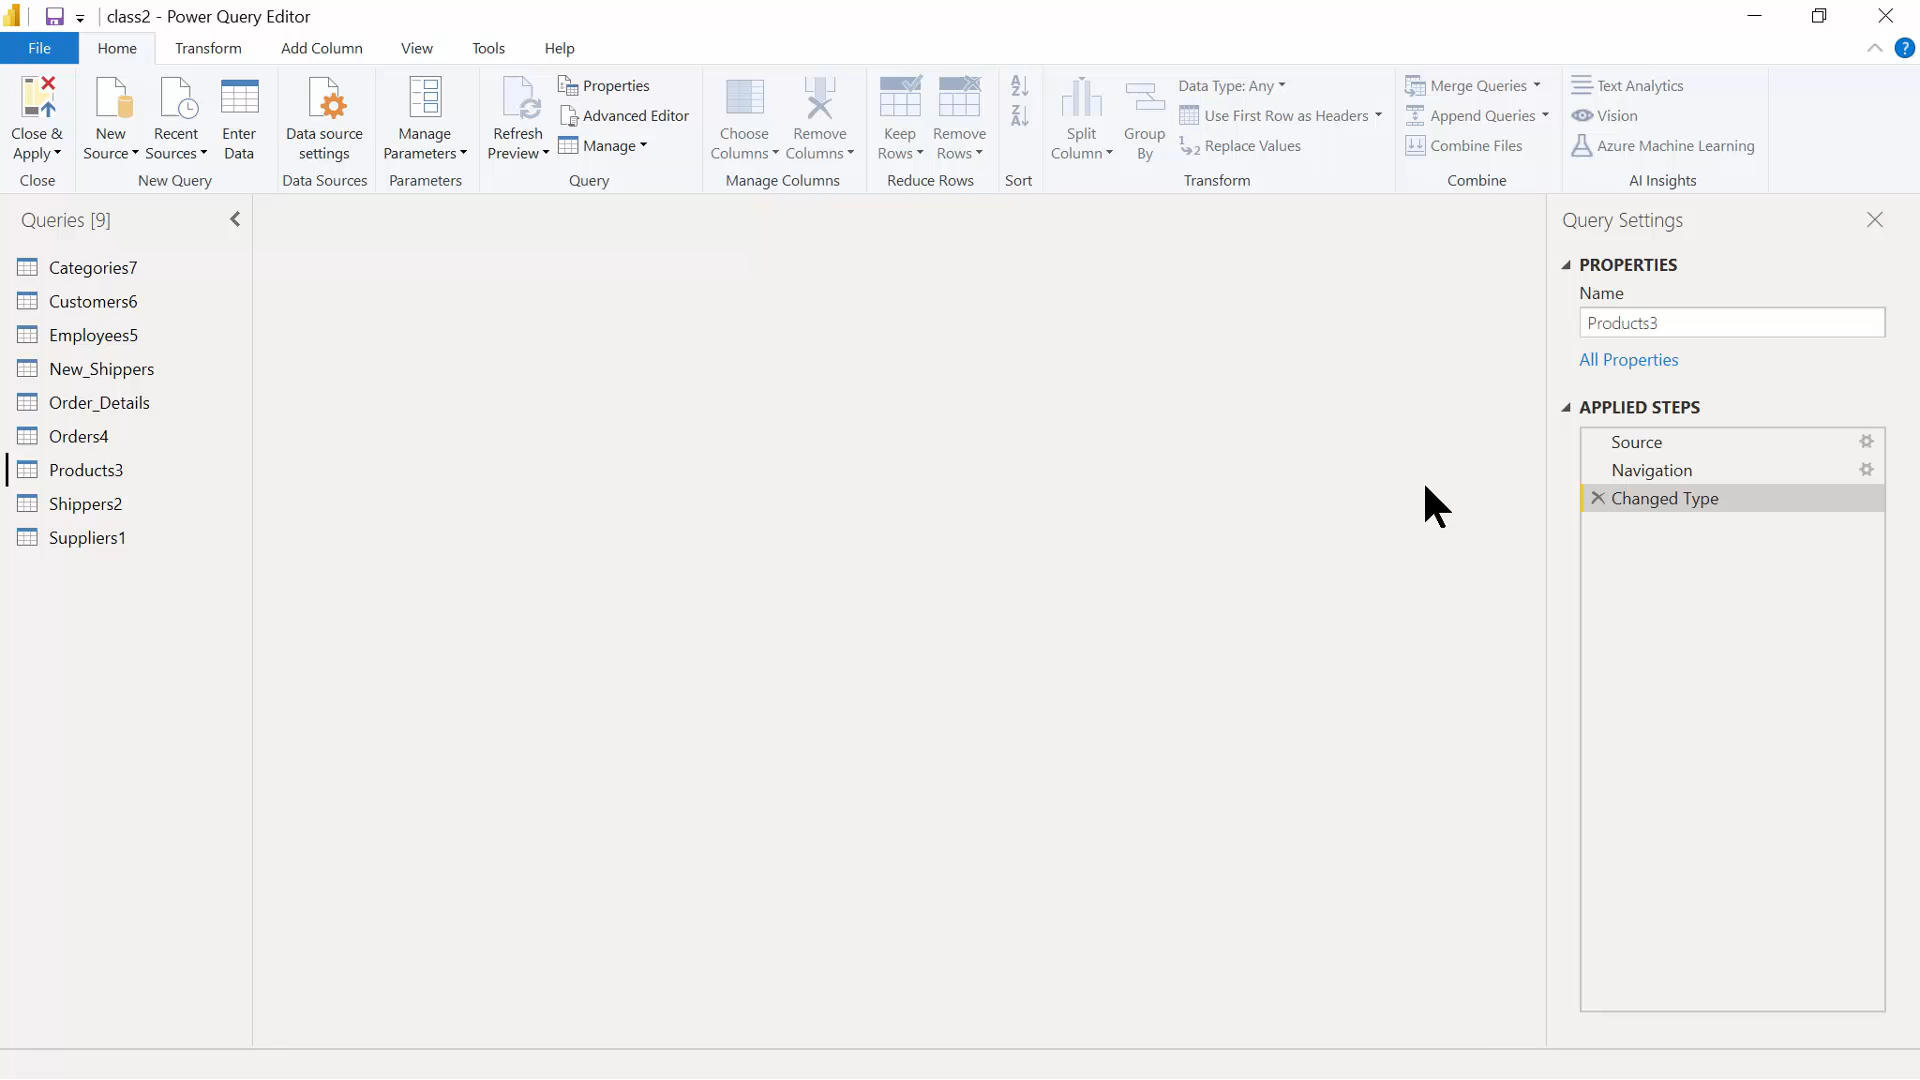 class2 - Power Query Editor
File Home Transform Add Column View Tools Help
?
Close & Apply
New Source
Recent Sources
Enter Data
Data source settings
Manage Parameters
Refresh Preview
Properties
Advanced Editor
Manage
Choose Columns
Remove Columns
Keep Rows
Remove Rows
A Z
Z A
Split Column
Group By
Data Type: Any
Use First Row as Headers
1 2 Replace Values
Merge Queries
Append Queries
Combine Files
Text Analytics
Vision
Azure Machine Learning
Close New Query Data Sources Parameters Query Manage Columns Reduce Rows Sort Transform Combine AI Insights
Queries [9]
Categories7
Customers6
Employees5
New_Shippers
Order_Details
Orders4
Products3
Shippers2
Suppliers1
Query Settings
PROPERTIES
Name
Products3
All Properties
APPLIED STEPS
Source
Navigation
Changed Type